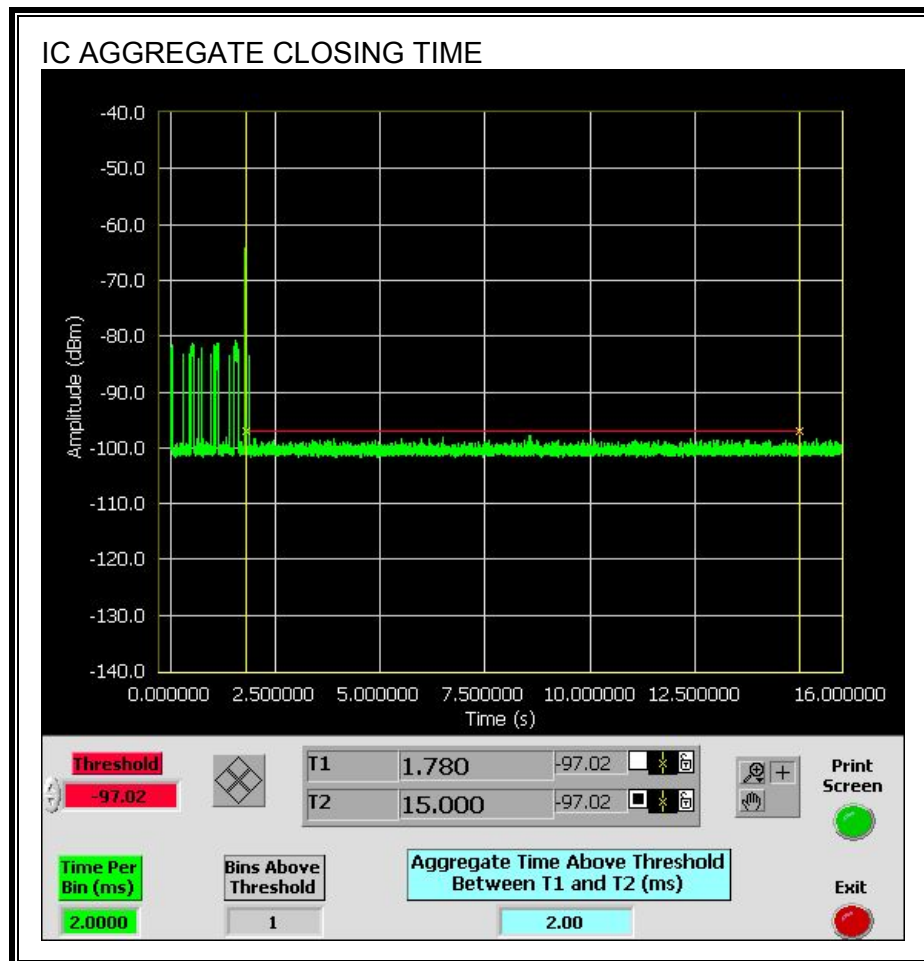 IC AGGREGATE CLOSING TIME
-40.0
-50.0
-60.0
-70.0
-80.0
-90.0
-100.0
-110.0
-120.0
-130.0
-140.0
Amplitude (dBm)
0.000000 2.500000 5.000000 7.500000 10.000000 12.500000 16.000000
Time (s)
Threshold
-97.02
T1 1.780 -97.02
T2 15.000 -97.02
Print
Screen
Time Per
Bin (ms)
2.0000
Bins Above
Threshold
1
Aggregate Time Above Threshold
Between T1 and T2 (ms)
2.00
Exit